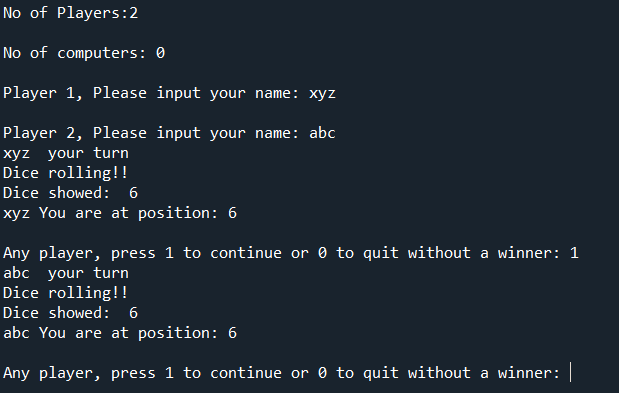 No of Players:2
No of computers: 0
Player 1, Please input your name: xyz
Player 2, Please input your name: abc
xyz  your turn
Dice rolling!!
Dice showed:  6
xyz You are at position: 6
Any player, press 1 to continue or 0 to quit without a winner: 1
abc  your turn
Dice rolling!!
Dice showed:  6
abc You are at position: 6
Any player, press 1 to continue or 0 to quit without a winner: